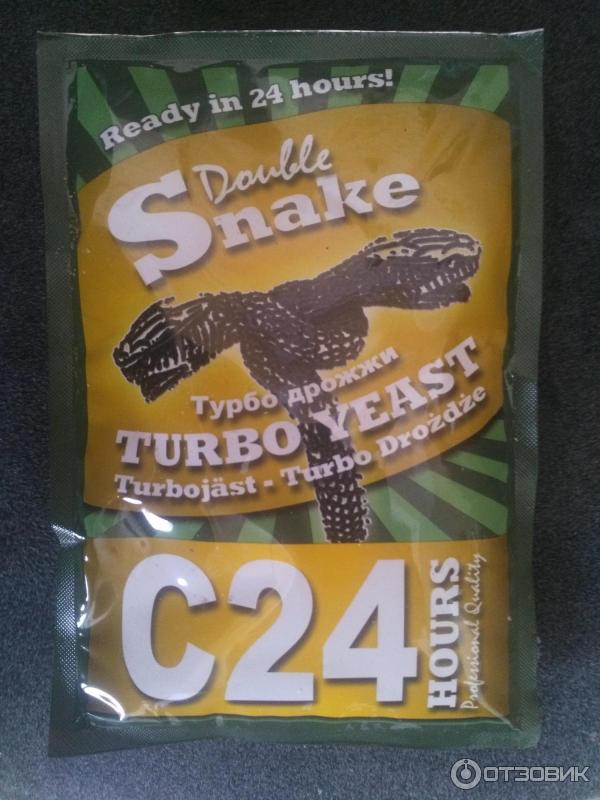 Ready in 24 hours!
Double
Snake
Турбо дрожжи
TURBO YEAST
Turbojäst - Turbo Drożdże
C24
HOURS
Professional Quality
ОТЗОВИК